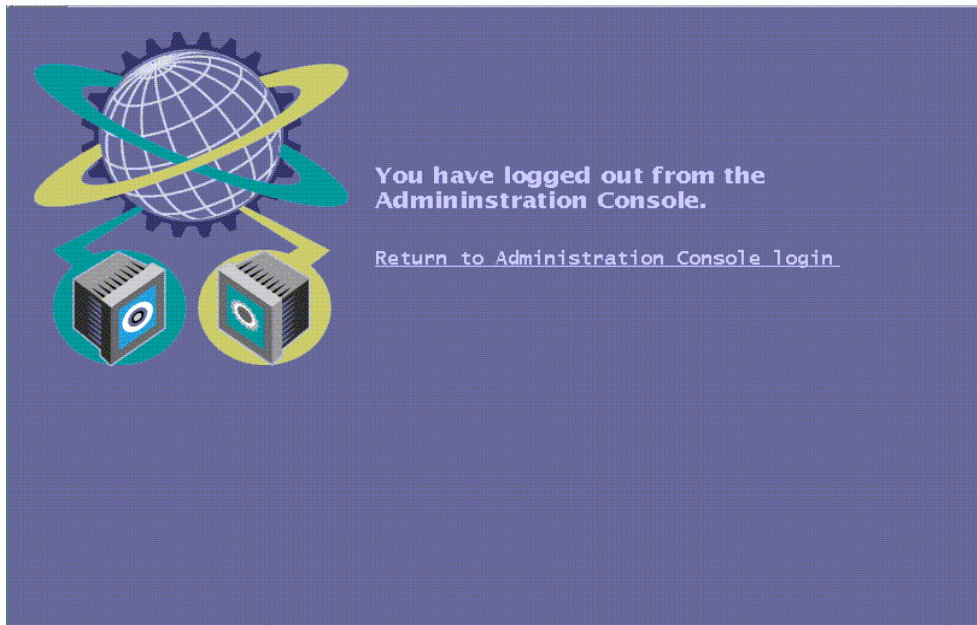 You have logged out from the
Admininstration Console.
Return to Administration Console login